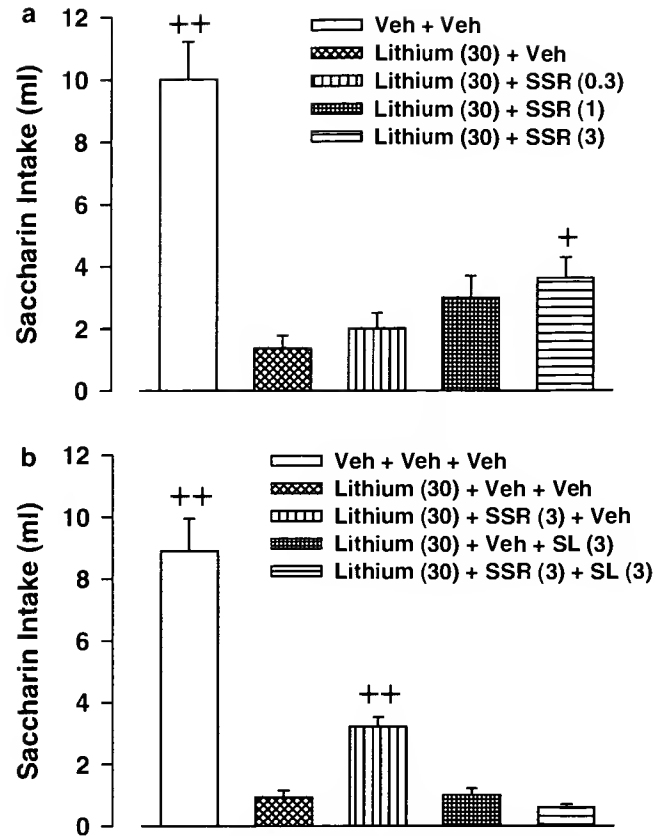 a
12
10
8
6
4
2
0
Saccharin Intake (ml)
++
+
Veh + Veh
Lithium (30) + Veh
Lithium (30) + SSR (0.3)
Lithium (30) + SSR (1)
Lithium (30) + SSR (3)
b
12
10
8
6
4
2
0
Saccharin Intake (ml)
++
++
Veh + Veh + Veh
Lithium (30) + Veh + Veh
Lithium (30) + SSR (3) + Veh
Lithium (30) + Veh + SL (3)
Lithium (30) + SSR (3) + SL (3)